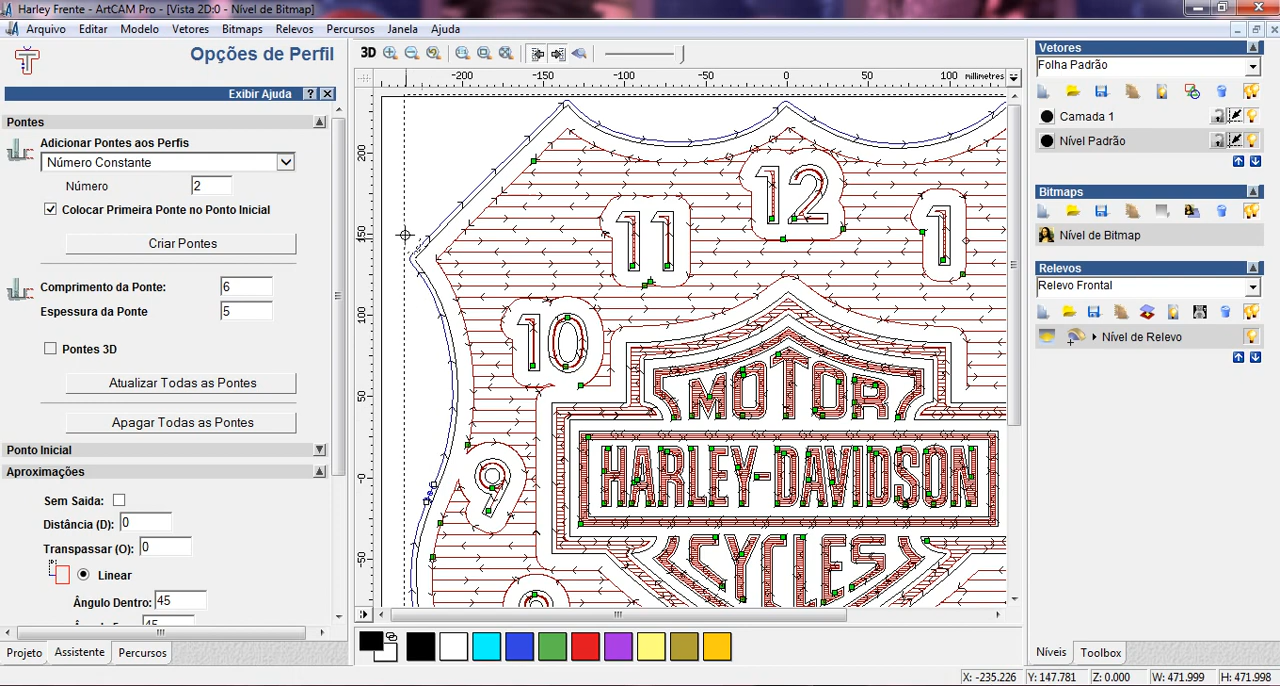 Harley Frente - ArtCAM Pro - [Vista 2D:0 - Nível de Bitmap]
Arquivo Editar Modelo Vetores Bitmaps Relevos Percursos Janela Ajuda
Opções de Perfil
Exibir Ajuda ? X
Pontes
Adicionar Pontes aos Perfis
Número Constante
Número 2
Colocar Primeira Ponte no Ponto Inicial
Criar Pontes
Comprimento da Ponte: 6
Espessura da Ponte 5
Pontes 3D
Atualizar Todas as Pontes
Apagar Todas as Pontes
Ponto Inicial
Aproximações
Sem Saida:
Distância (D): 0
Transpassar (O): 0
Linear
Ângulo Dentro: 45
45
Projeto Assistente Percursos
3D
-200 -150 -100 -50 0 50 100 millimetres
200
150
100
50
-0
-50
12
11
1
10
9
MOTOR
HARLEY-DAVIDSON
CYCLES
Vetores
Folha Padrão
Camada 1
Nível Padrão
Bitmaps
Nível de Bitmap
Relevos
Relevo Frontal
Nível de Relevo
Níveis Toolbox
X: -235.226 Y: 147.781 Z: 0.000 W: 471.999 H: 471.998